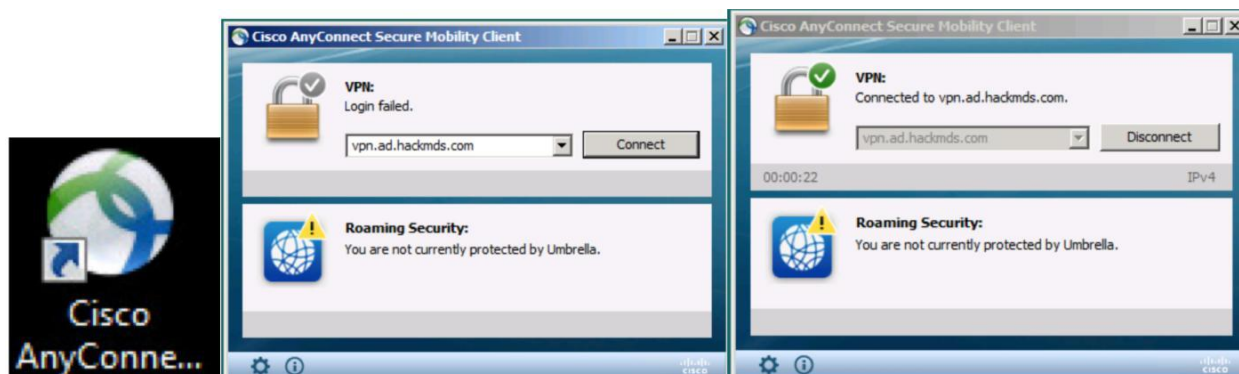 Cisco
AnyConne...
Cisco AnyConnect Secure Mobility Client
VPN:
Login failed.
vpn.ad.hackmds.com
Connect
Roaming Security:
You are not currently protected by Umbrella.
cisco
Cisco AnyConnect Secure Mobility Client
VPN:
Connected to vpn.ad.hackmds.com.
vpn.ad.hackmds.com
Disconnect
00:00:22 IPv4
Roaming Security:
You are not currently protected by Umbrella.
cisco